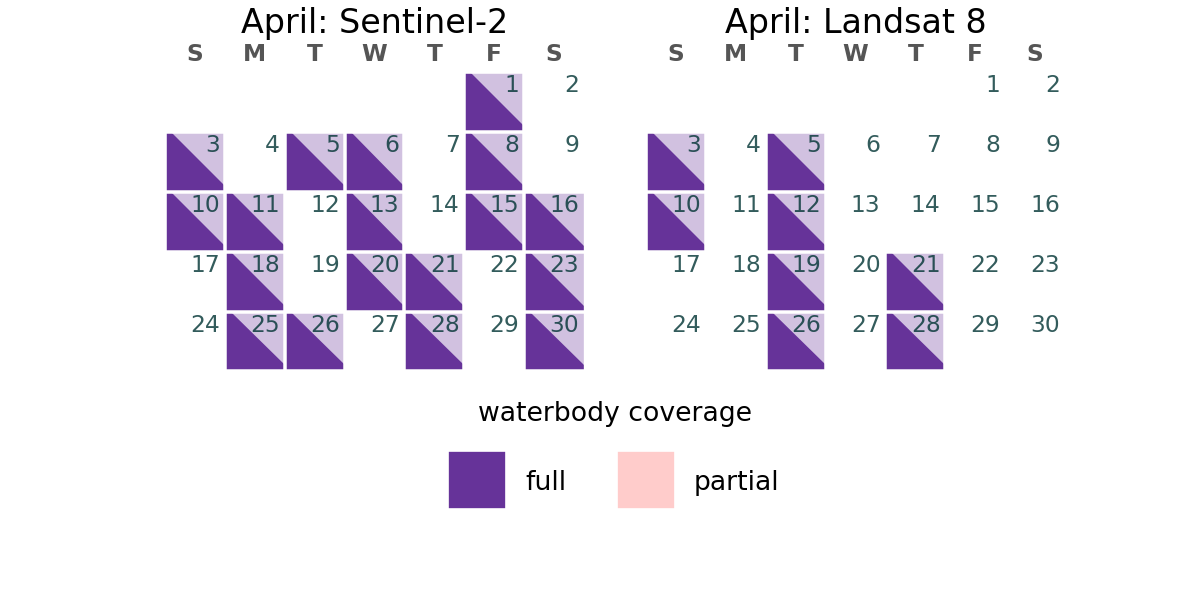 April: Sentinel-2
S M T W T F S
1 2
3 4 5 6 7 8 9
10 11 12 13 14 15 16
17 18 19 20 21 22 23
24 25 26 27 28 29 30
April: Landsat 8
S M T W T F S
1 2
3 4 5 6 7 8 9
10 11 12 13 14 15 16
17 18 19 20 21 22 23
24 25 26 27 28 29 30
waterbody coverage
full
partial